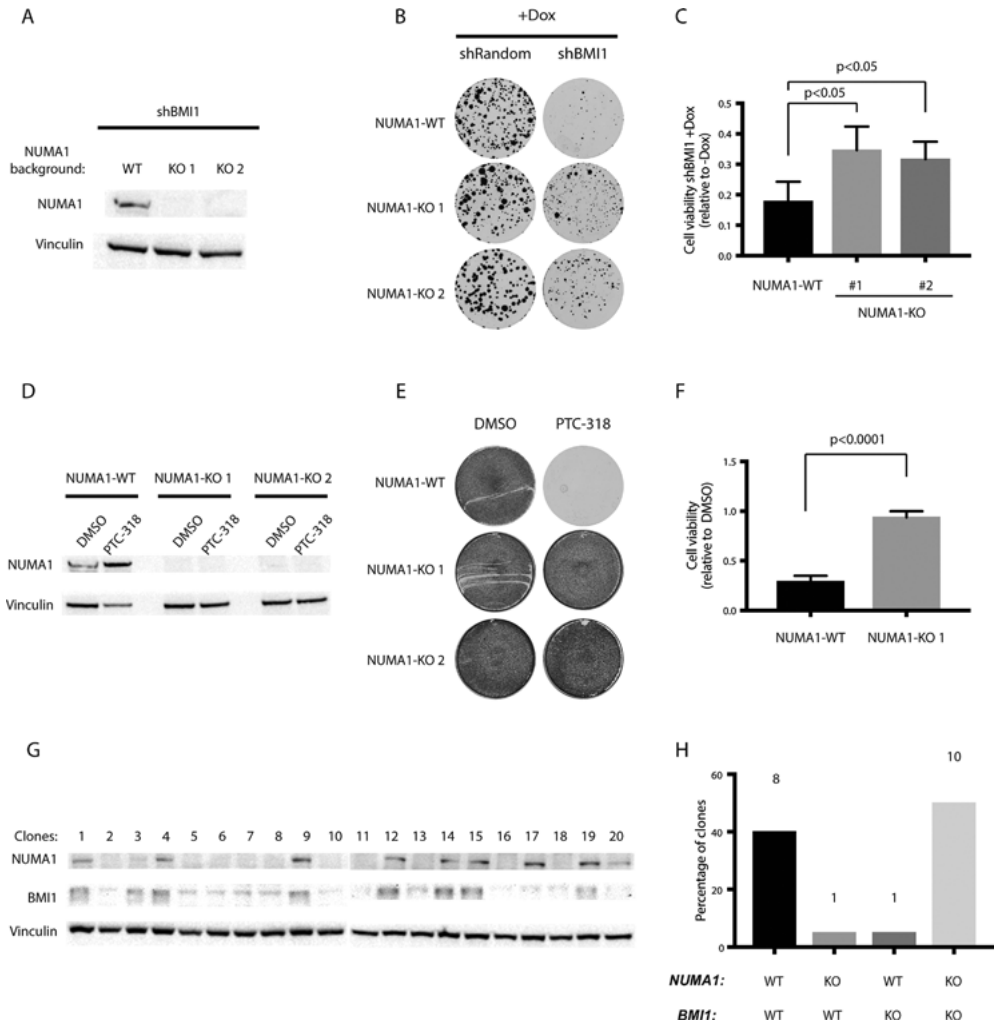 A
shBMI1
NUMA1
background:
WT KO 1 KO 2
NUMA1
Vinculin
B
+Dox
shRandom shBMI1
NUMA1-WT
NUMA1-KO 1
NUMA1-KO 2
C
p<0.05
p<0.05
Cell viability shBMI1 +Dox
(relative to -Dox)
0.5
0.4
0.3
0.2
0.1
0.0
NUMA1-WT #1 #2
NUMA1-KO
D
NUMA1-WT NUMA1-KO 1 NUMA1-KO 2
DMSO PTC-318 DMSO PTC-318 DMSO PTC-318
NUMA1
Vinculin
E
DMSO PTC-318
NUMA1-WT
NUMA1-KO 1
NUMA1-KO 2
F
p<0.0001
Cell viability
(relative to DMSO)
1.5
1.0
0.5
0.0
NUMA1-WT NUMA1-KO 1
G
Clones: 1 2 3 4 5 6 7 8 9 10 11 12 13 14 15 16 17 18 19 20
NUMA1
BMI1
Vinculin
H
Percentage of clones
60
40
20
0
8 1 1 10
NUMA1: WT KO WT KO
BMI1: WT WT KO KO